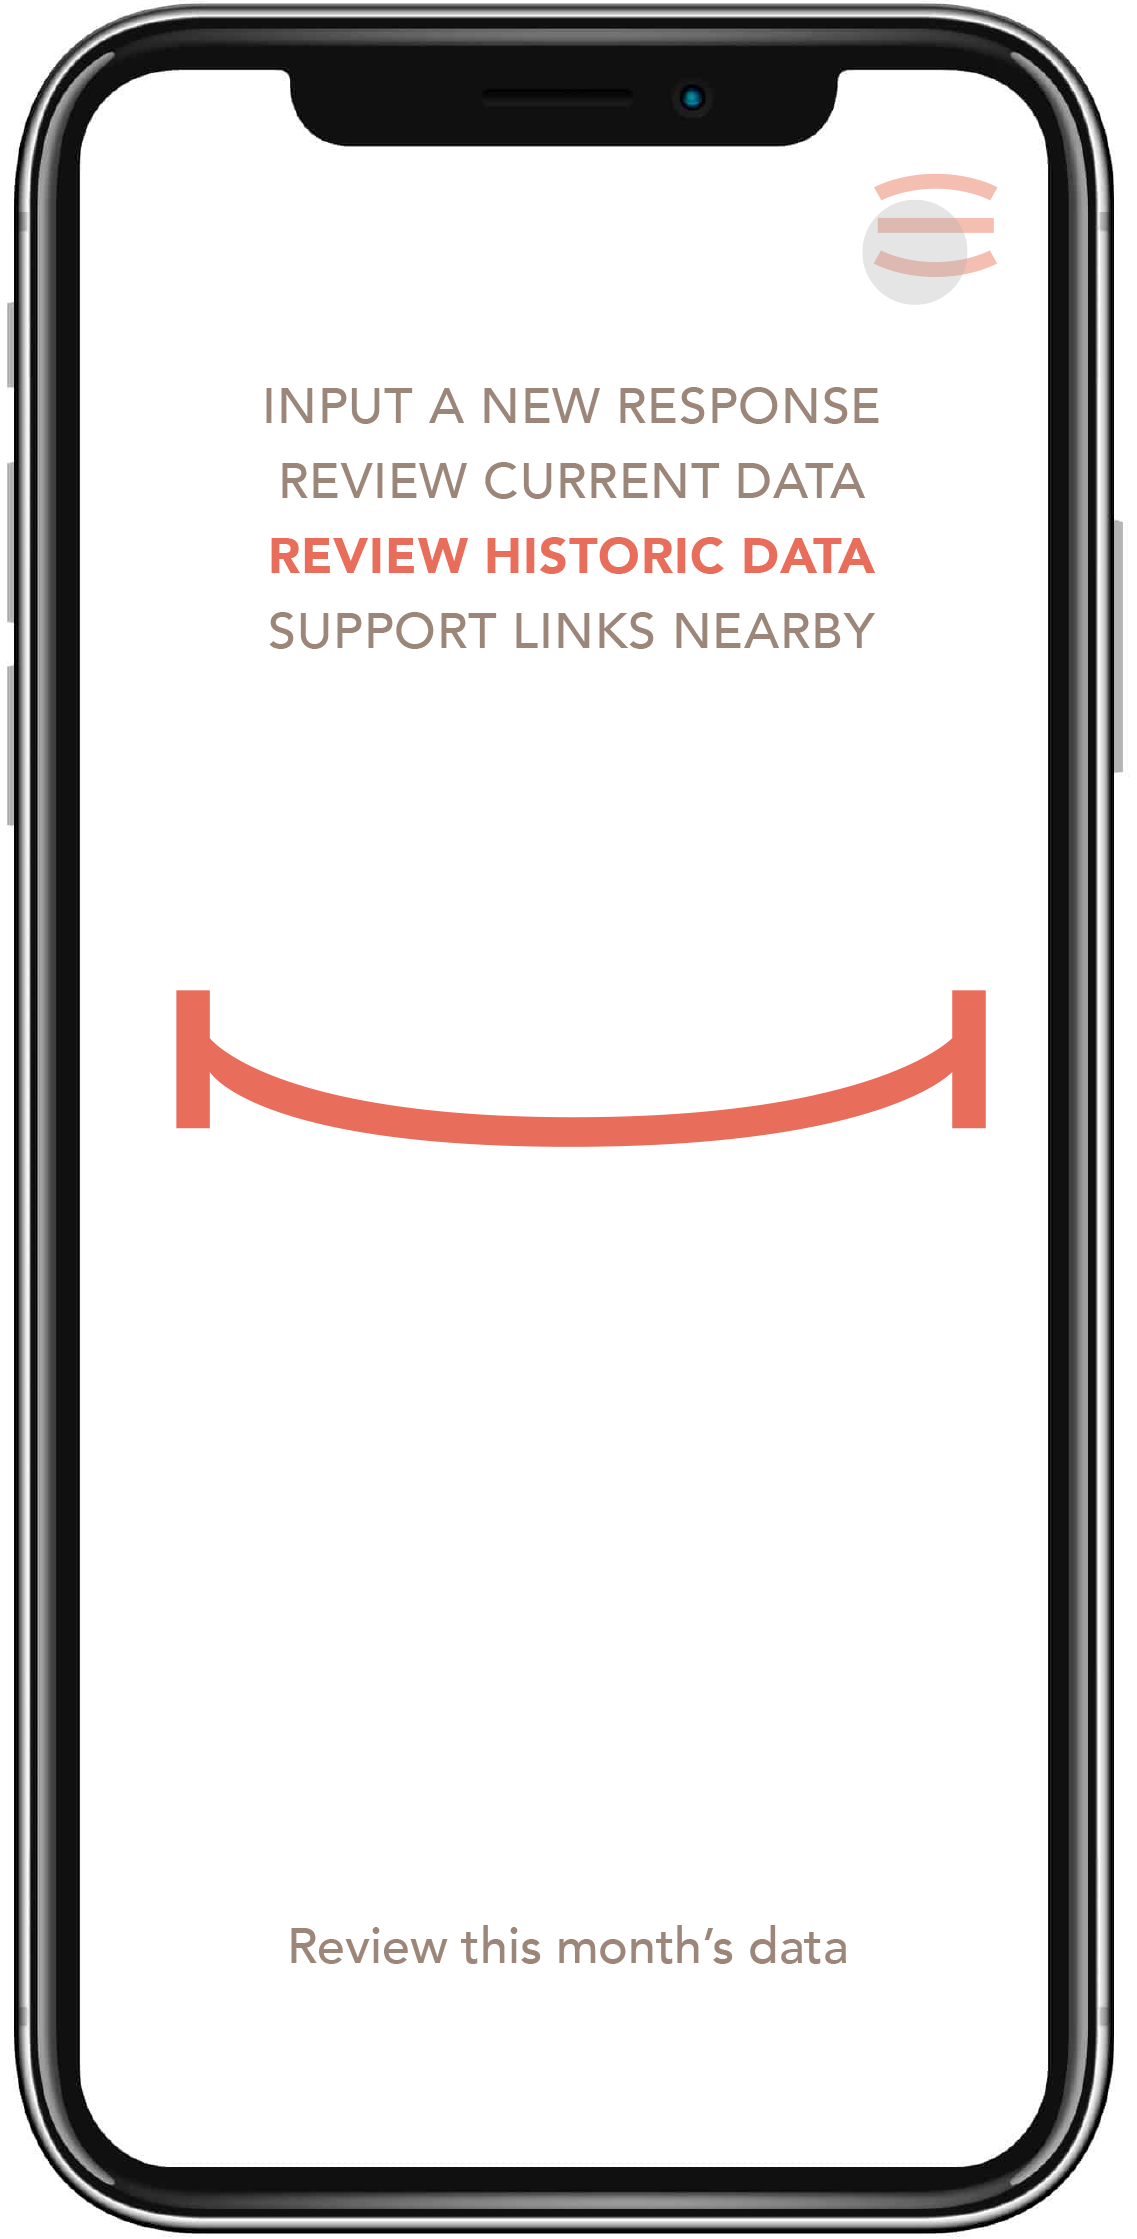 INPUT A NEW RESPONSE
REVIEW CURRENT DATA
REVIEW HISTORIC DATA
SUPPORT LINKS NEARBY
Review this month’s data